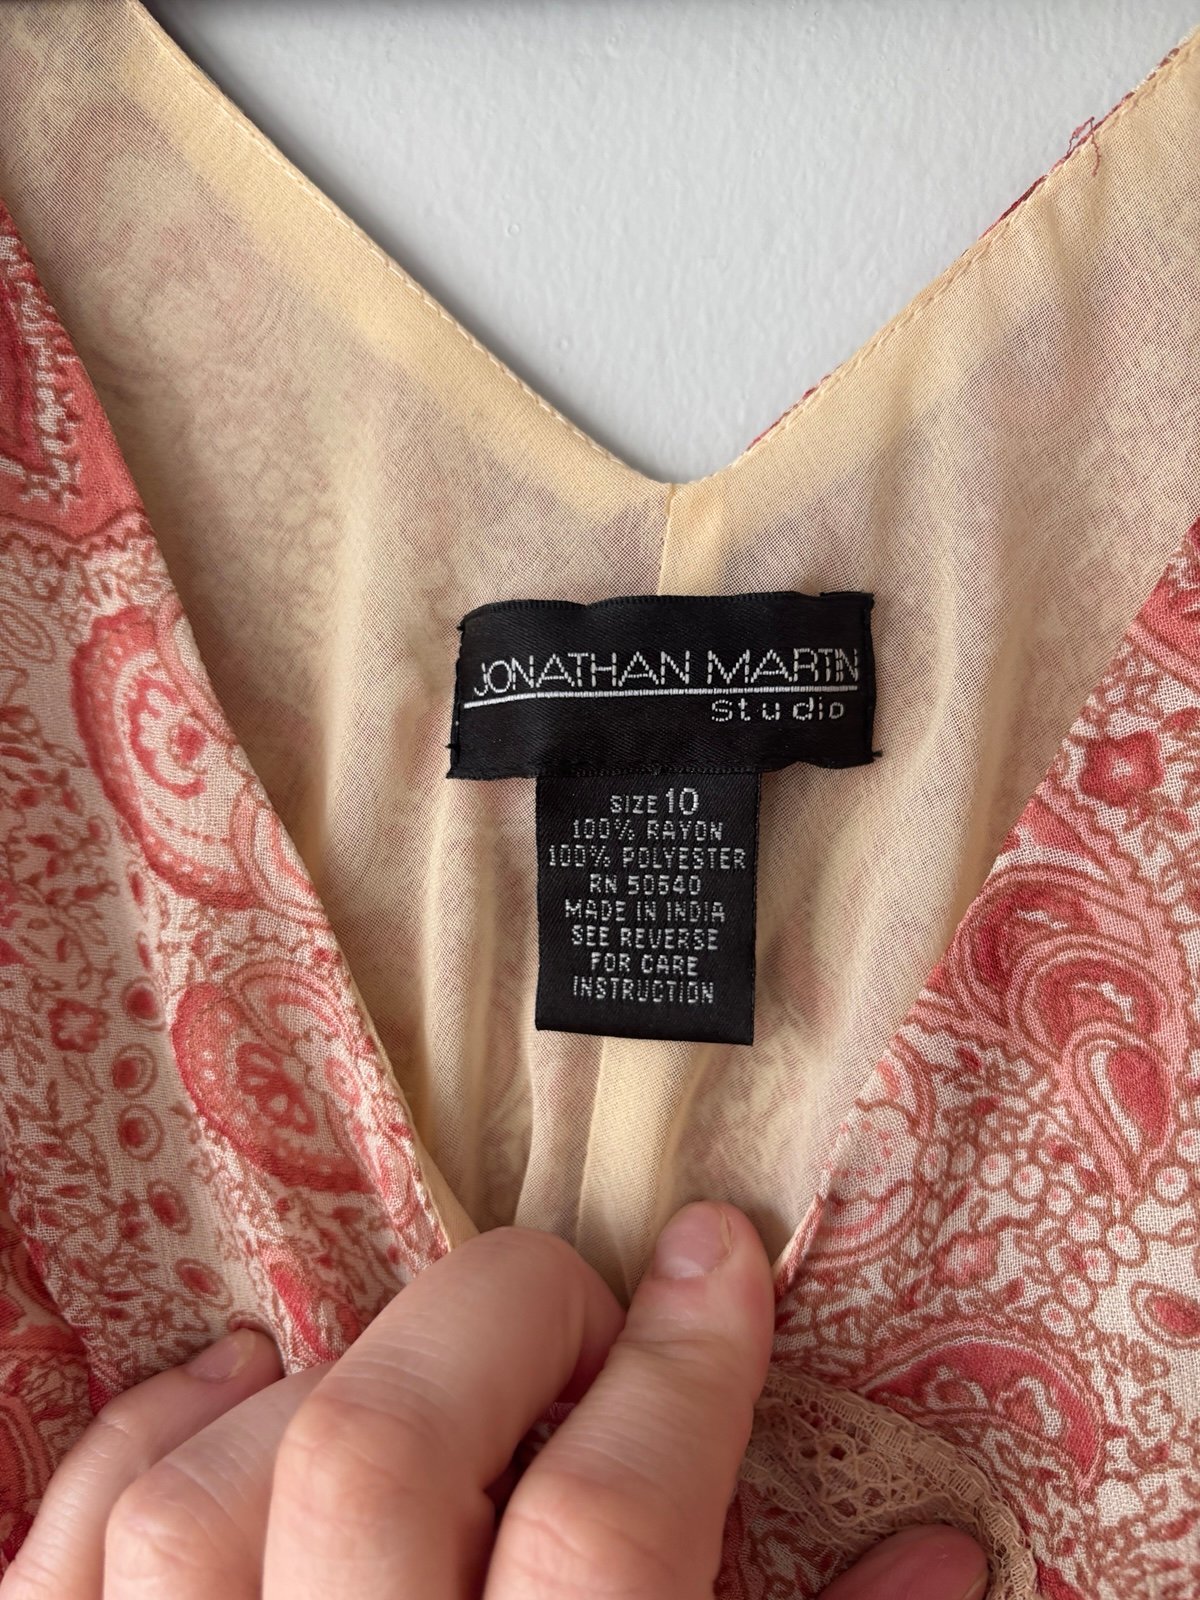 JONATHAN MARTIN
Studio
SIZE 10
100% RAYON
100% POLYESTER
RN 50540
MADE IN INDIA
SEE REVERSE
FOR CARE
INSTRUCTION